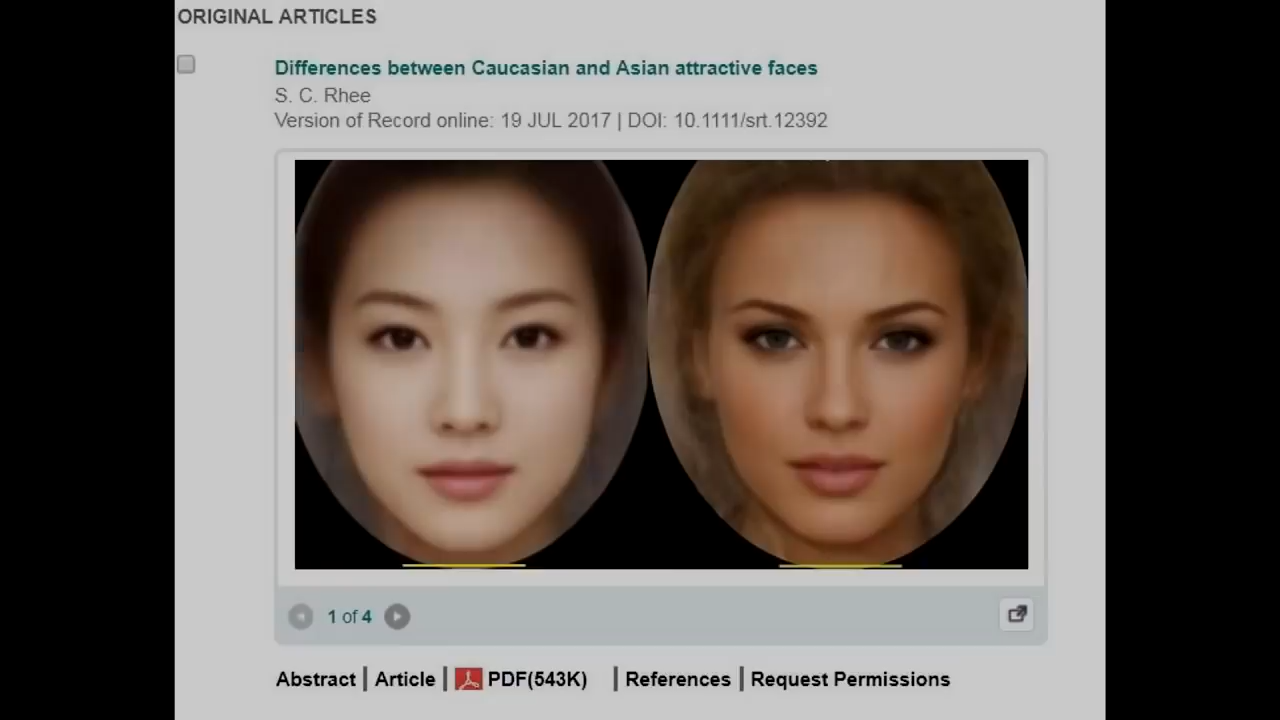 ORIGINAL ARTICLES
Differences between Caucasian and Asian attractive faces
S. C. Rhee
Version of Record online: 19 JUL 2017 | DOI: 10.1111/srt.12392
1 of 4
Abstract | Article | PDF(543K) | References | Request Permissions